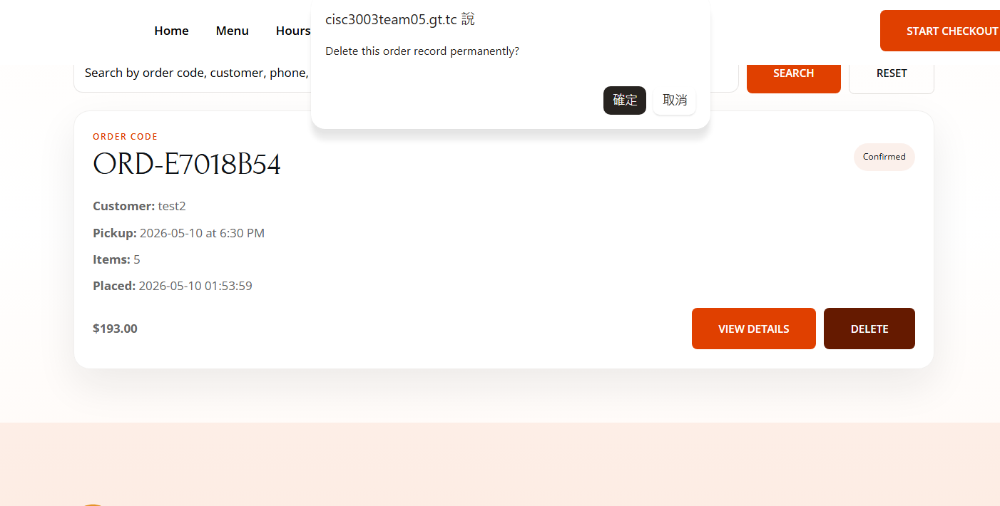 cisc3003team05.gt.tc 說
Delete this order record permanently?
確定 取消
Home Menu Hours START CHECKOUT
Search by order code, customer, phone, SEARCH RESET
ORDER CODE
ORD-E7018B54
Confirmed
Customer: test2
Pickup: 2026-05-10 at 6:30 PM
Items: 5
Placed: 2026-05-10 01:53:59
$193.00 VIEW DETAILS DELETE